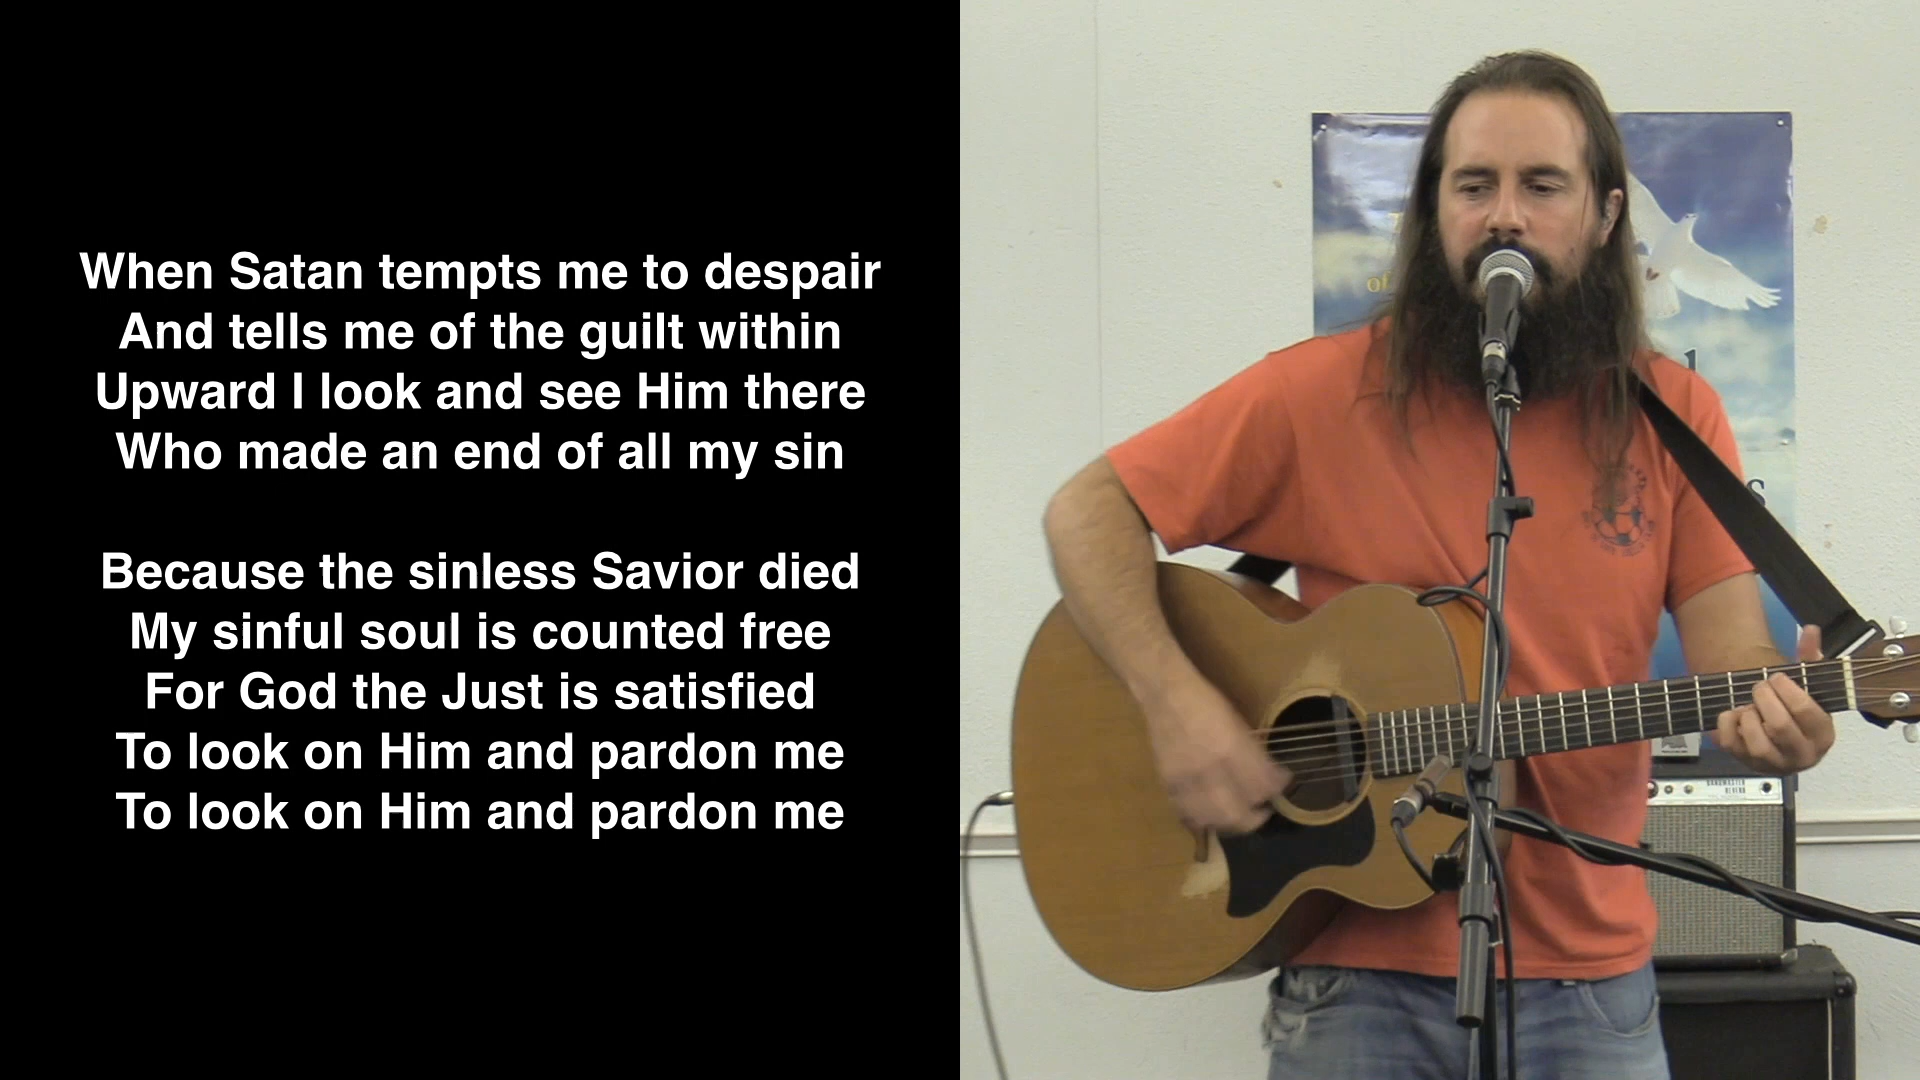 When Satan tempts me to despair
And tells me of the guilt within
Upward I look and see Him there
Who made an end of all my sin
Because the sinless Savior died
My sinful soul is counted free
For God the Just is satisfied
To look on Him and pardon me
To look on Him and pardon me